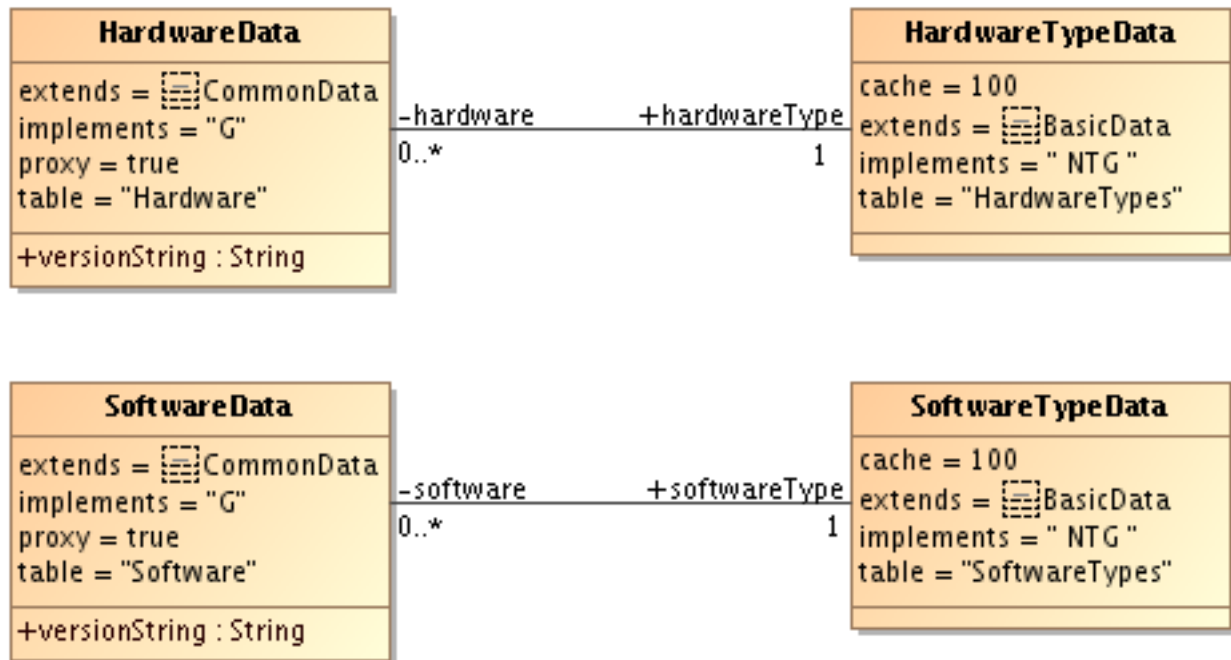 HardwareData
extends = CommonData
implements = "G"
proxy = true
table = "Hardware"
+versionString : String
-hardware
0..*
+hardwareType
1
HardwareTypeData
cache = 100
extends = BasicData
implements = " NTG "
table = "HardwareTypes"
SoftwareData
extends = CommonData
implements = "G"
proxy = true
table = "Software"
+versionString : String
-software
0..*
+softwareType
1
SoftwareTypeData
cache = 100
extends = BasicData
implements = " NTG "
table = "SoftwareTypes"